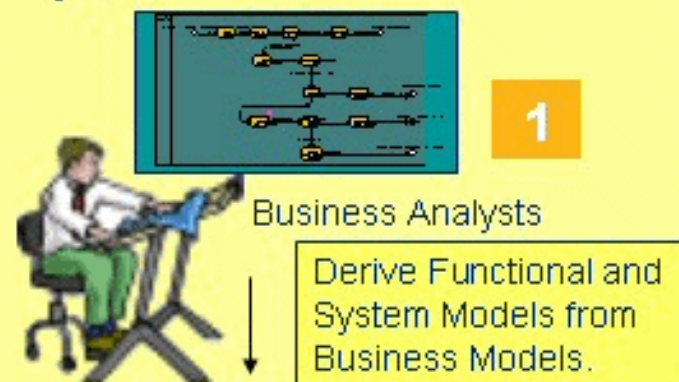 1
Business Analysts
Derive Functional and
System Models from
Business Models.